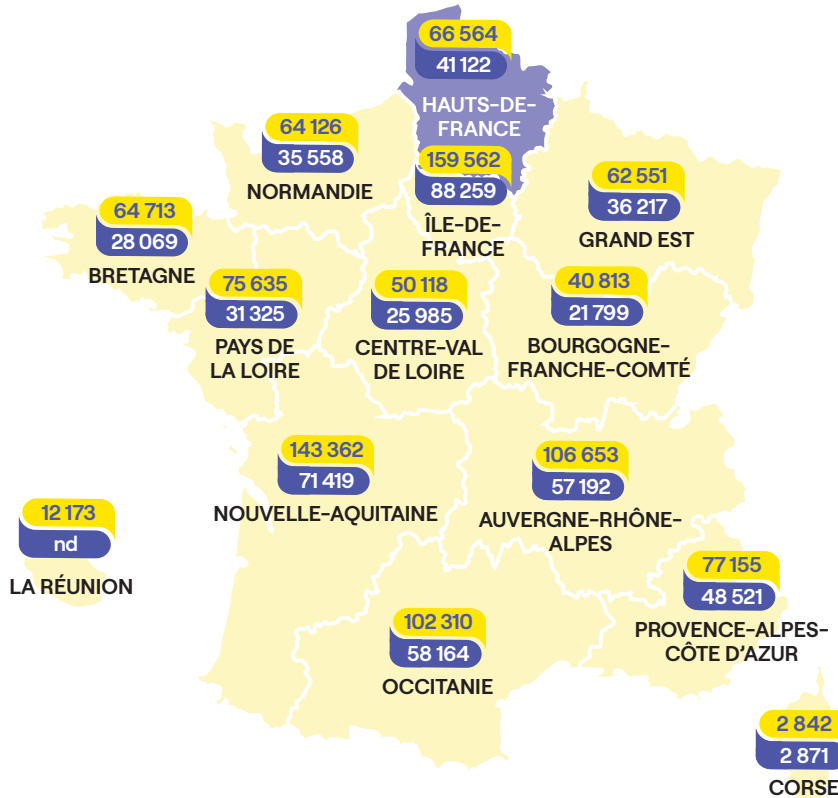 66 564
41 122
HAUTS-DE-
FRANCE
64 126
35 558
NORMANDIE
159 562
88 259
ÎLE-DE-
FRANCE
62 551
36 217
GRAND EST
64 713
28 069
BRETAGNE
75 635
31 325
PAYS DE
LA LOIRE
50 118
25 985
CENTRE-VAL
DE LOIRE
40 813
21 799
BOURGOGNE-
FRANCHE-COMTÉ
143 362
71 419
NOUVELLE-AQUITAINE
106 653
57 192
AUVERGNE-RHÔNE-
ALPES
12 173
nd
LA RÉUNION
77 155
48 521
PROVENCE-ALPES-
CÔTE D'AZUR
102 310
58 164
OCCITANIE
2 842
2 871
CORSE